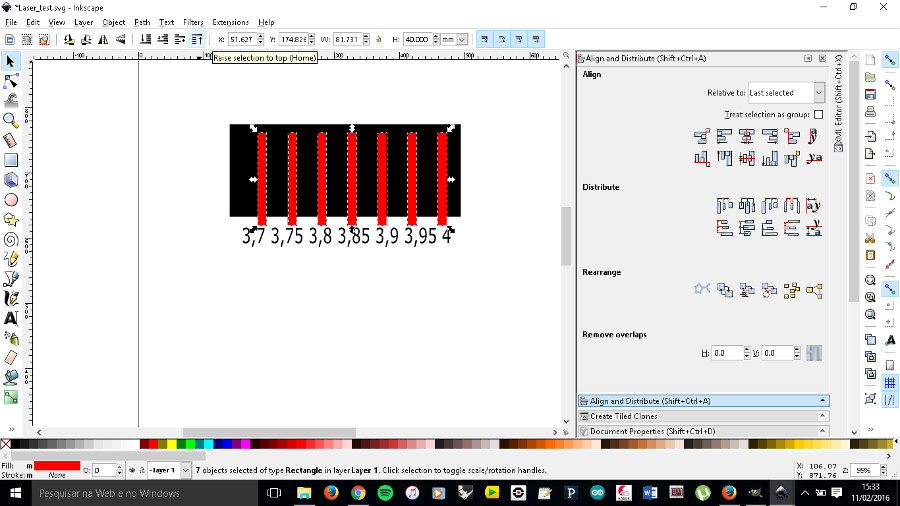 *Laser_test.svg - Inkscape
File Edit View Layer Object Path Text Filters Extensions Help
X: 51.627 Y: 174.826 W: 81.731 H: 40.000 mm
Raise selection to top (Home)
Align and Distribute (Shift+Ctrl+A)
Align
Relative to: Last selected
Treat selection as group:
Distribute
Rearrange
Remove overlaps
H: 0.0 V: 0.0
Align and Distribute (Shift+Ctrl+A)
Create Tiled Clones
Document Properties (Shift+Ctrl+D)
XML Editor (Shift+Ctrl+X)
3,7 3,75 3,8 3,85 3,9 3,95 4
Fill:
Stroke: None
O: 0
Layer 1
7 objects selected of type Rectangle in layer Layer 1. Click selection to toggle scale/rotation handles.
X: 106.07
Y: 871.76
Z: 99%
Pesquisar na Web e no Windows
15:33
11/02/2016